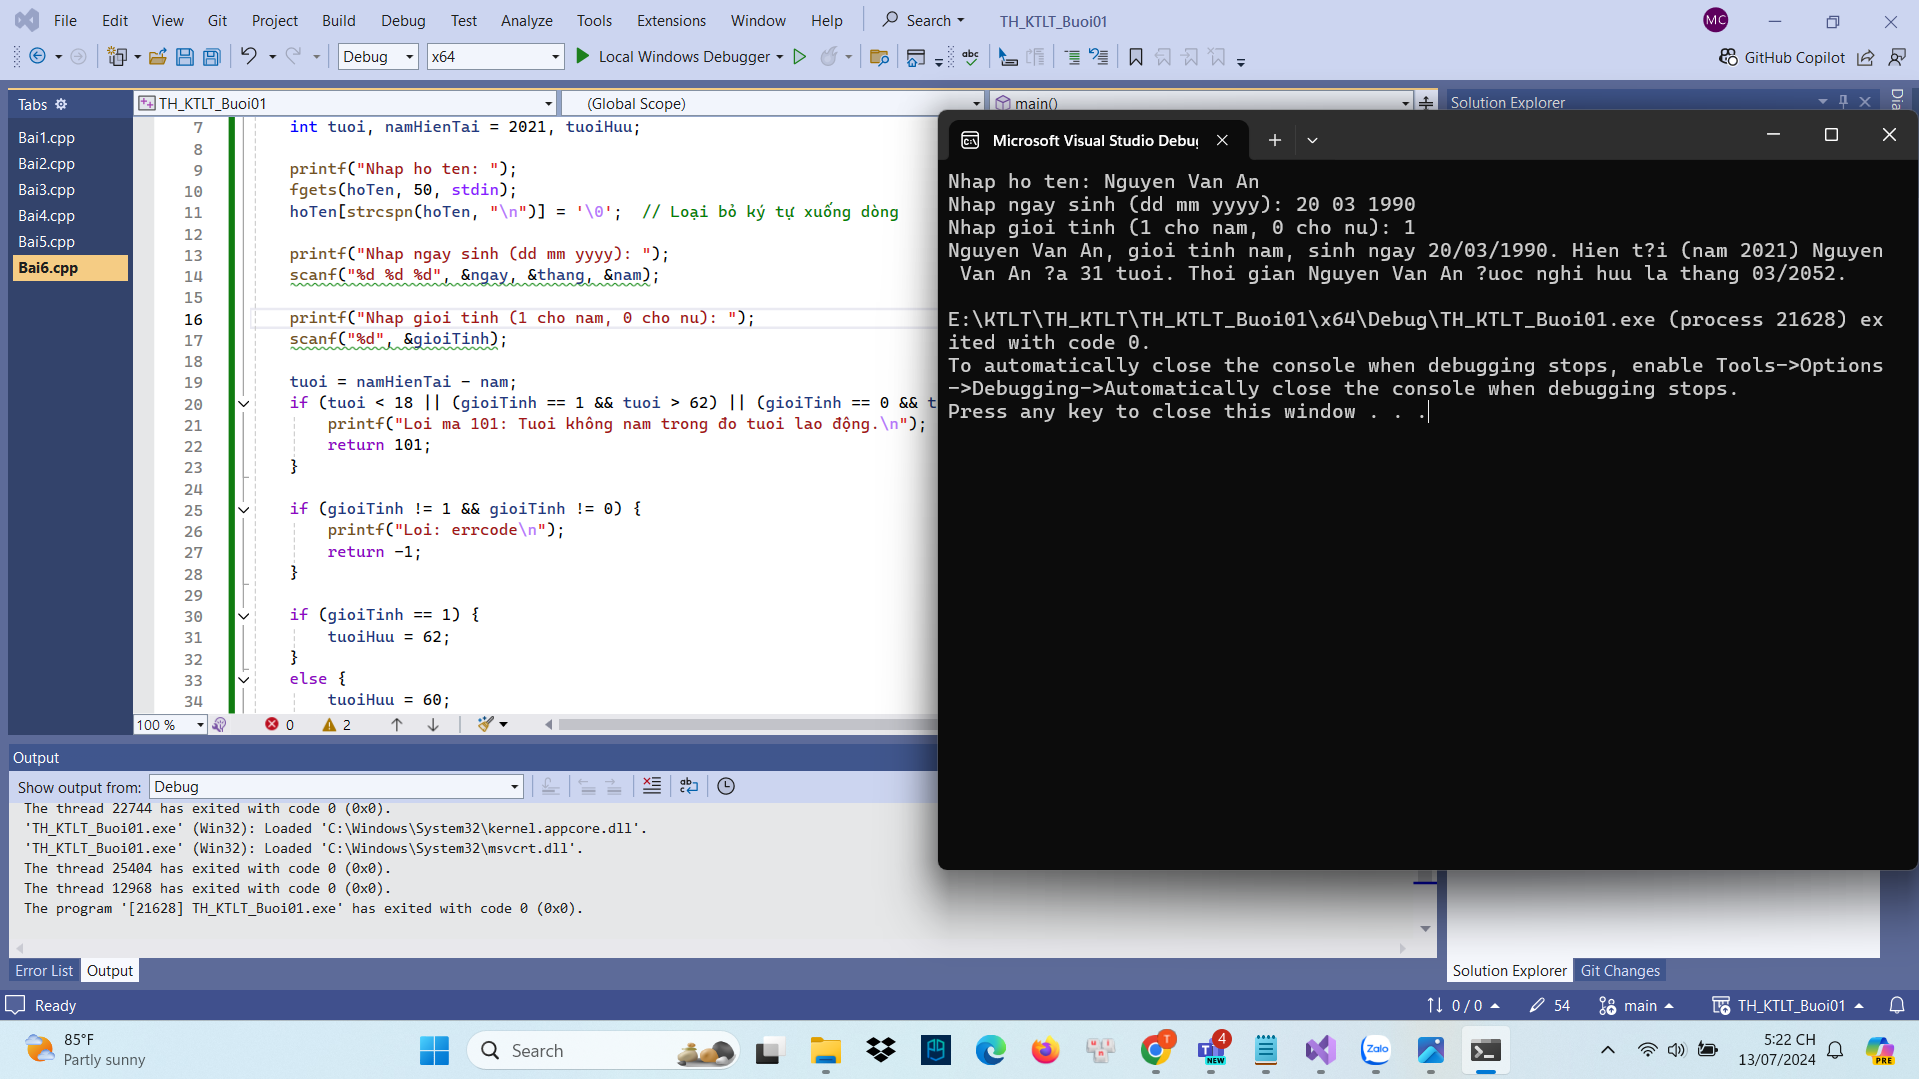 File Edit View Git Project Build Debug Test Analyze Tools Extensions Window Help Search TH_KTLT_Buoi01 MC
Debug x64 Local Windows Debugger GitHub Copilot
Tabs
Bai1.cpp
Bai2.cpp
Bai3.cpp
Bai4.cpp
Bai5.cpp
Bai6.cpp
TH_KTLT_Buoi01 (Global Scope) main()
7 int tuoi, namHienTai = 2021, tuoiHuu;
8
9 printf("Nhap ho ten: ");
10 fgets(hoTen, 50, stdin);
11 hoTen[strcspn(hoTen, "\n")] = '\0'; // Loại bỏ ký tự xuống dòng
12
13 printf("Nhap ngay sinh (dd mm yyyy): ");
14 scanf("%d %d %d", &ngay, &thang, &nam);
15
16 printf("Nhap gioi tinh (1 cho nam, 0 cho nu): ");
17 scanf("%d", &gioiTinh);
18
19 tuoi = namHienTai - nam;
20 if (tuoi < 18 || (gioiTinh == 1 && tuoi > 62) || (gioiTinh == 0 && t
21 printf("Loi ma 101: Tuoi không nam trong đo tuoi lao động.\n");
22 return 101;
23 }
24
25 if (gioiTinh != 1 && gioiTinh != 0) {
26 printf("Loi: errcode\n");
27 return -1;
28 }
29
30 if (gioiTinh == 1) {
31 tuoiHuu = 62;
32 }
33 else {
34 tuoiHuu = 60;
100 % 0 2
Solution Explorer
Dia
Microsoft Visual Studio Debug
Nhap ho ten: Nguyen Van An
Nhap ngay sinh (dd mm yyyy): 20 03 1990
Nhap gioi tinh (1 cho nam, 0 cho nu): 1
Nguyen Van An, gioi tinh nam, sinh ngay 20/03/1990. Hien t?i (nam 2021) Nguyen
Van An ?a 31 tuoi. Thoi gian Nguyen Van An ?uoc nghi huu la thang 03/2052.
E:\KTLT\TH_KTLT\TH_KTLT_Buoi01\x64\Debug\TH_KTLT_Buoi01.exe (process 21628) ex
ited with code 0.
To automatically close the console when debugging stops, enable Tools->Options
->Debugging->Automatically close the console when debugging stops.
Press any key to close this window . . .
Output
Show output from: Debug
The thread 22744 has exited with code 0 (0x0).
'TH_KTLT_Buoi01.exe' (Win32): Loaded 'C:\Windows\System32\kernel.appcore.dll'.
'TH_KTLT_Buoi01.exe' (Win32): Loaded 'C:\Windows\System32\msvcrt.dll'.
The thread 25404 has exited with code 0 (0x0).
The thread 12968 has exited with code 0 (0x0).
The program '[21628] TH_KTLT_Buoi01.exe' has exited with code 0 (0x0).
Error List Output
Solution Explorer Git Changes
Ready 0 / 0 54 main TH_KTLT_Buoi01
85°F
Partly sunny
Search
T
4
NEW
Zalo
5:22 CH
13/07/2024
PRE